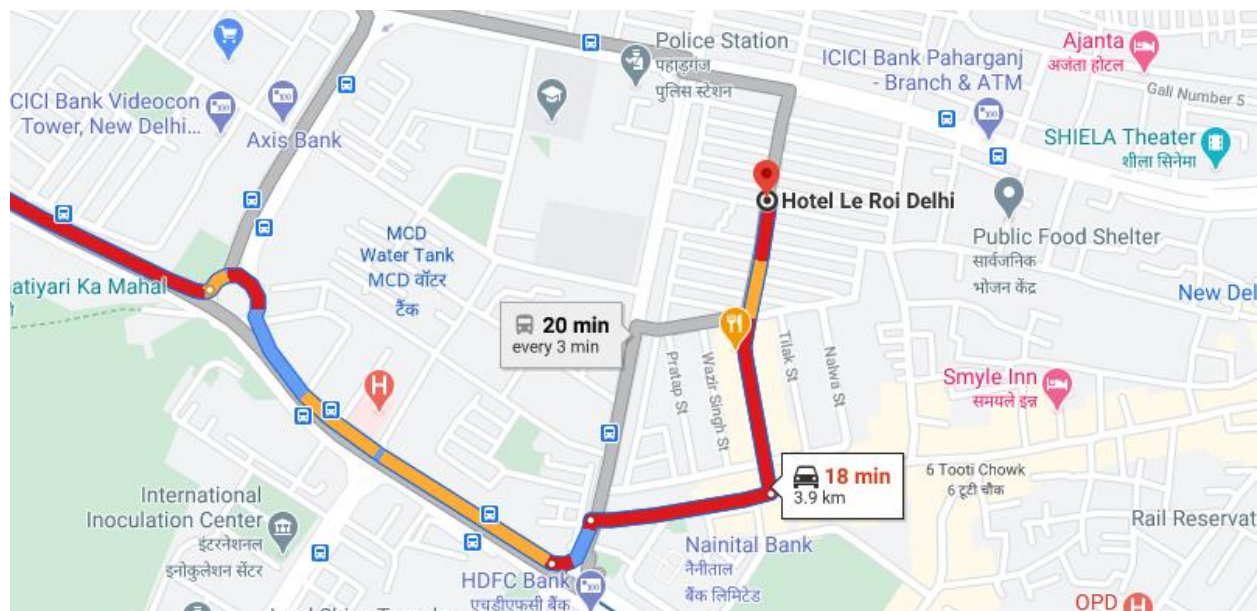 Police Station
पहाड़गंज
पुलिस स्टेशन
ICICI Bank Paharganj
- Branch & ATM
Ajanta
अजंता होटल
Gali Number 5
CICI Bank Videocon
Tower, New Delhi...
Axis Bank
SHIELA Theater
शीला सिनेमा
Hotel Le Roi Delhi
MCD
Water Tank
MCD वॉटर
टैंक
Public Food Shelter
सार्वजनिक
भोजन केंद्र
atiyari Ka Mahal
New Del
20 min
every 3 min
Pratap St
Wazir Singh St
Tilak St
Nalwa St
Smyle Inn
समयले इन्न
H
18 min
3.9 km
6 Tooti Chowk
6 टूटी चौक
International
Inoculation Center
इंटरनेशनल
इनोकुलेशन सेंटर
Rail Reservat
Nainital Bank
नैनीताल
बैंक लिमिटेड
HDFC Bank
एचडीएफसी बैंक
OPD
H